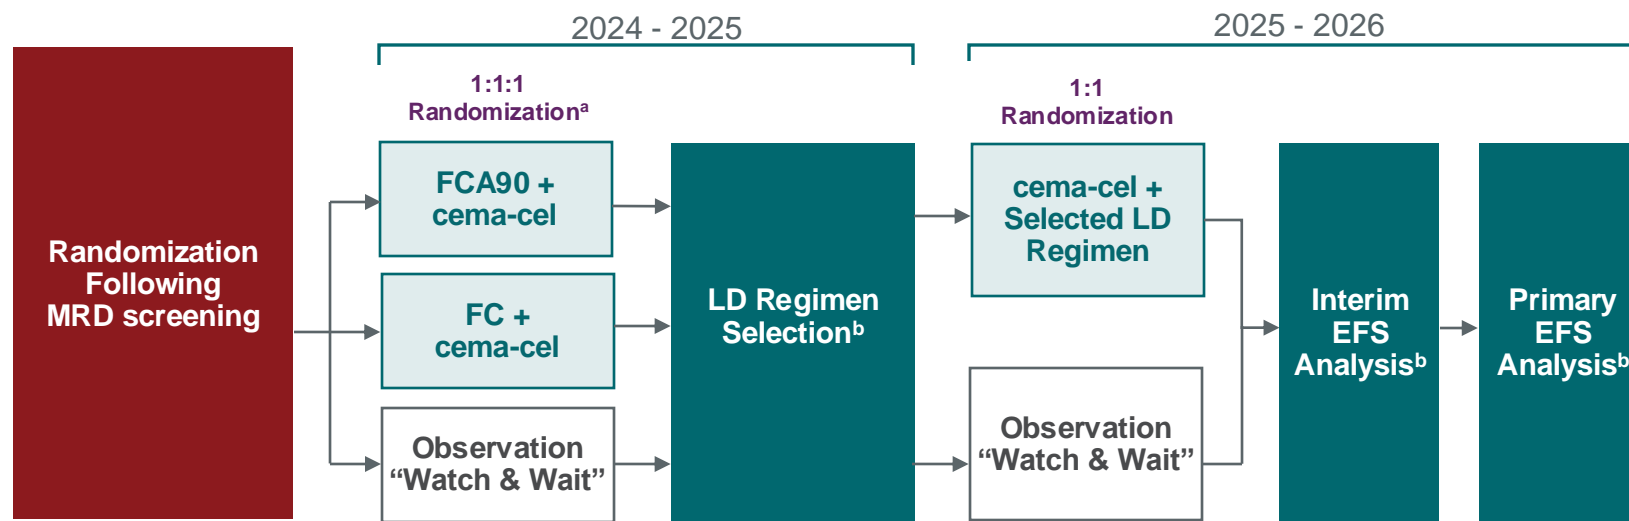 2024 - 2025
2025 - 2026
1:1:1
Randomizationᵃ
1:1
Randomization
Randomization
Following
MRD screening
FCA90 +
cema-cel
FC +
cema-cel
Observation
“Watch & Wait”
LD Regimen
Selectionᵇ
cema-cel +
Selected LD
Regimen
Observation
“Watch & Wait”
Interim
EFS
Analysisᵇ
Primary
EFS
Analysisᵇ